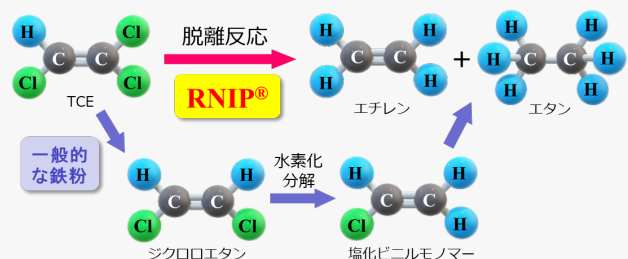 H Cl
C C
Cl Cl
TCE
脱離反応
RNIP®
H H
C C
H H
エチレン
+
H H
H C C H
H H
エタン
一般的
な鉄粉
H H
C C
Cl Cl
ジクロロエタン
水素化
分解
H H
C C
Cl H
塩化ビニルモノマー